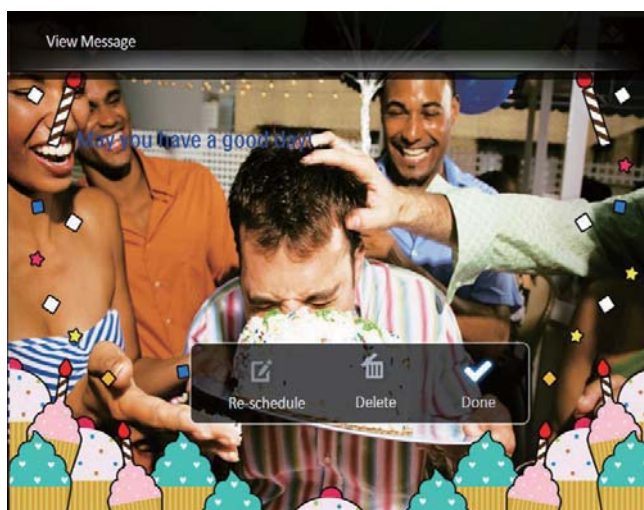 View Message
May you have a good day!
Re-schedule
Delete
Done